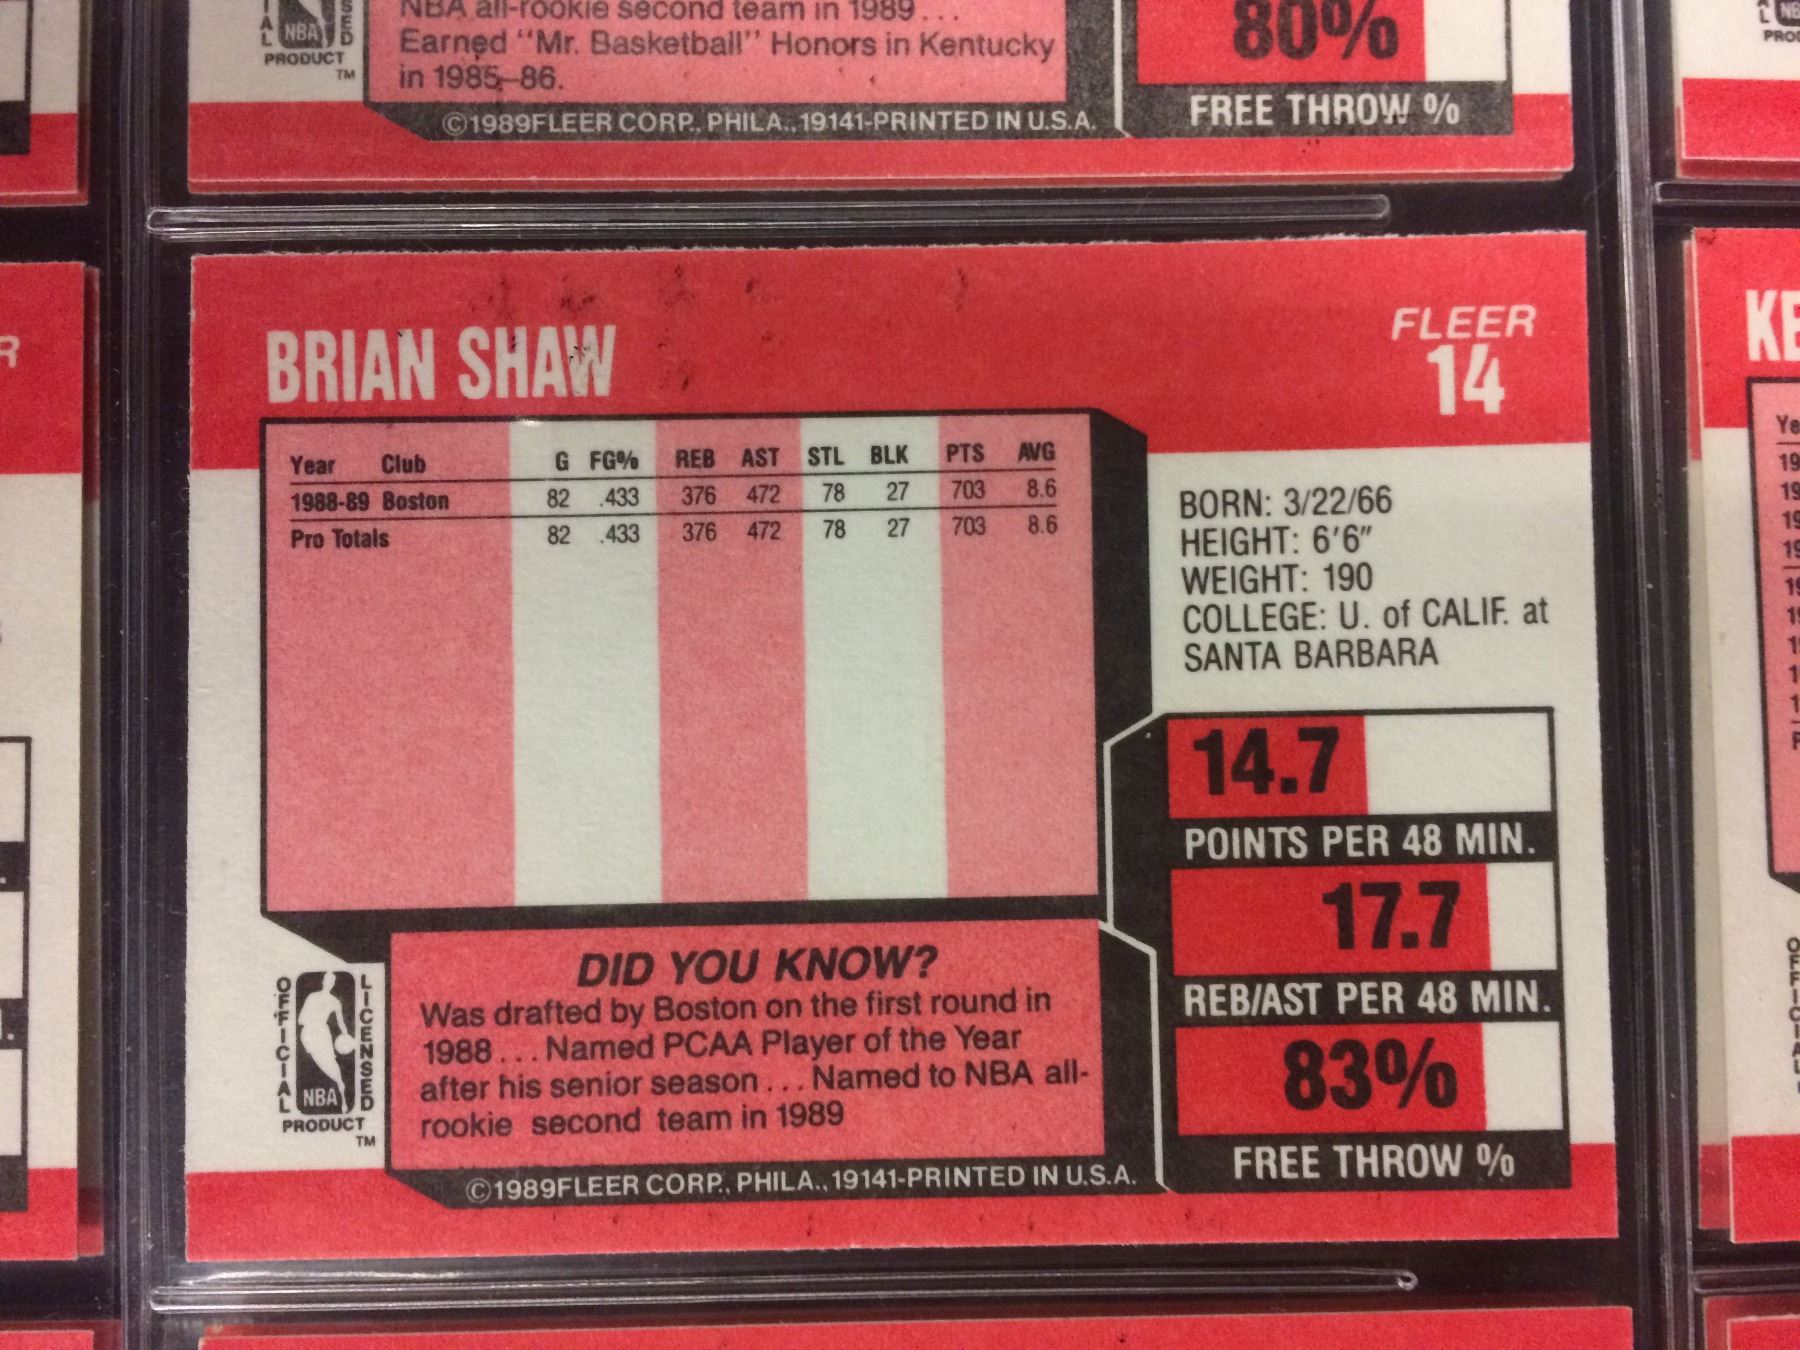 NBA all-rookie second team in 1989 ...
Earned "Mr. Basketball" Honors in Kentucky
in 1985-86.
NBA
PRODUCT
TM
©1989FLEER CORP., PHILA., 19141-PRINTED IN U.S.A.
80%
FREE THROW %
BRIAN SHAW
FLEER
14
Year Club G FG% REB AST STL BLK PTS AVG
1988-89 Boston 82 .433 376 472 78 27 703 8.6
Pro Totals 82 .433 376 472 78 27 703 8.6
BORN: 3/22/66
HEIGHT: 6'6"
WEIGHT: 190
COLLEGE: U. of CALIF. at
SANTA BARBARA
14.7
POINTS PER 48 MIN.
17.7
REB/AST PER 48 MIN.
83%
FREE THROW %
DID YOU KNOW?
Was drafted by Boston on the first round in
1988 ... Named PCAA Player of the Year
after his senior season ... Named to NBA all-
rookie second team in 1989
OFFICIAL
LICENSED
NBA
PRODUCT
TM
©1989FLEER CORP., PHILA., 19141-PRINTED IN U.S.A.
KE